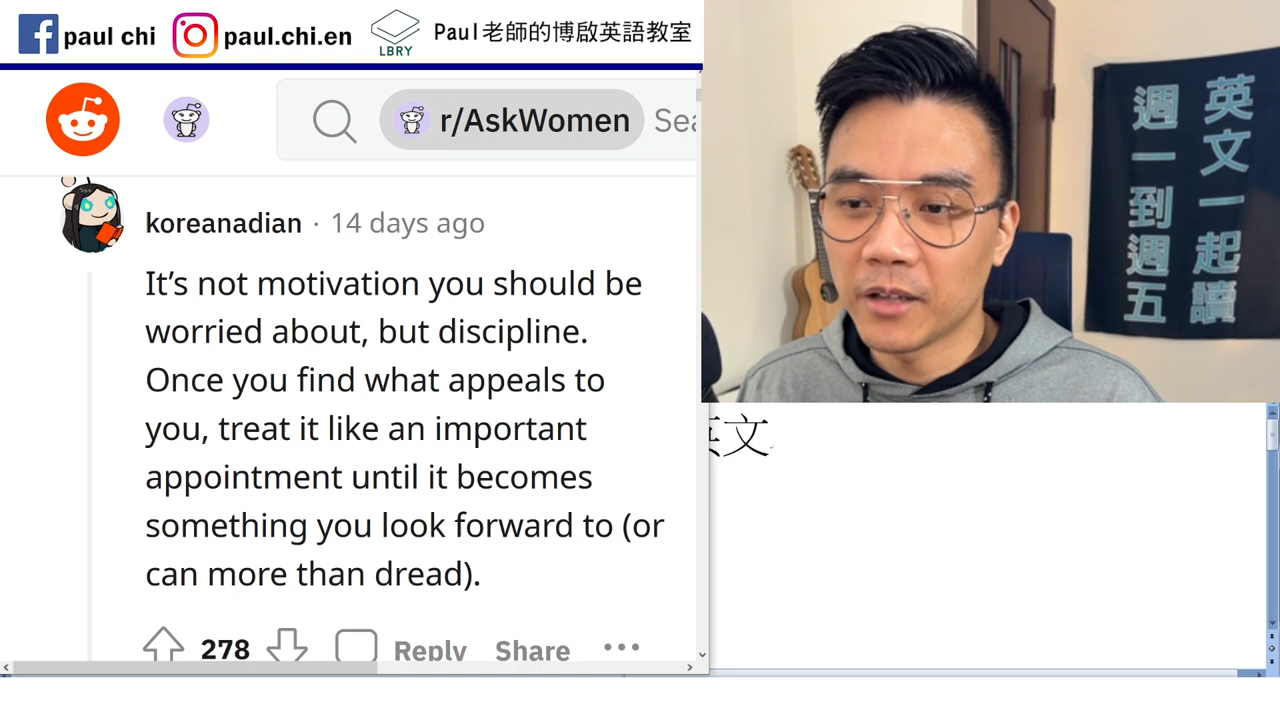 paul chi
paul.chi.en
LBRY
Paul老師的博啟英語教室
r/AskWomen
koreanadian · 14 days ago
It’s not motivation you should be
worried about, but discipline.
Once you find what appeals to
you, treat it like an important
appointment until it becomes
something you look forward to (or
can more than dread).
278
Reply
Share
英文一起讀
週一到週五
文